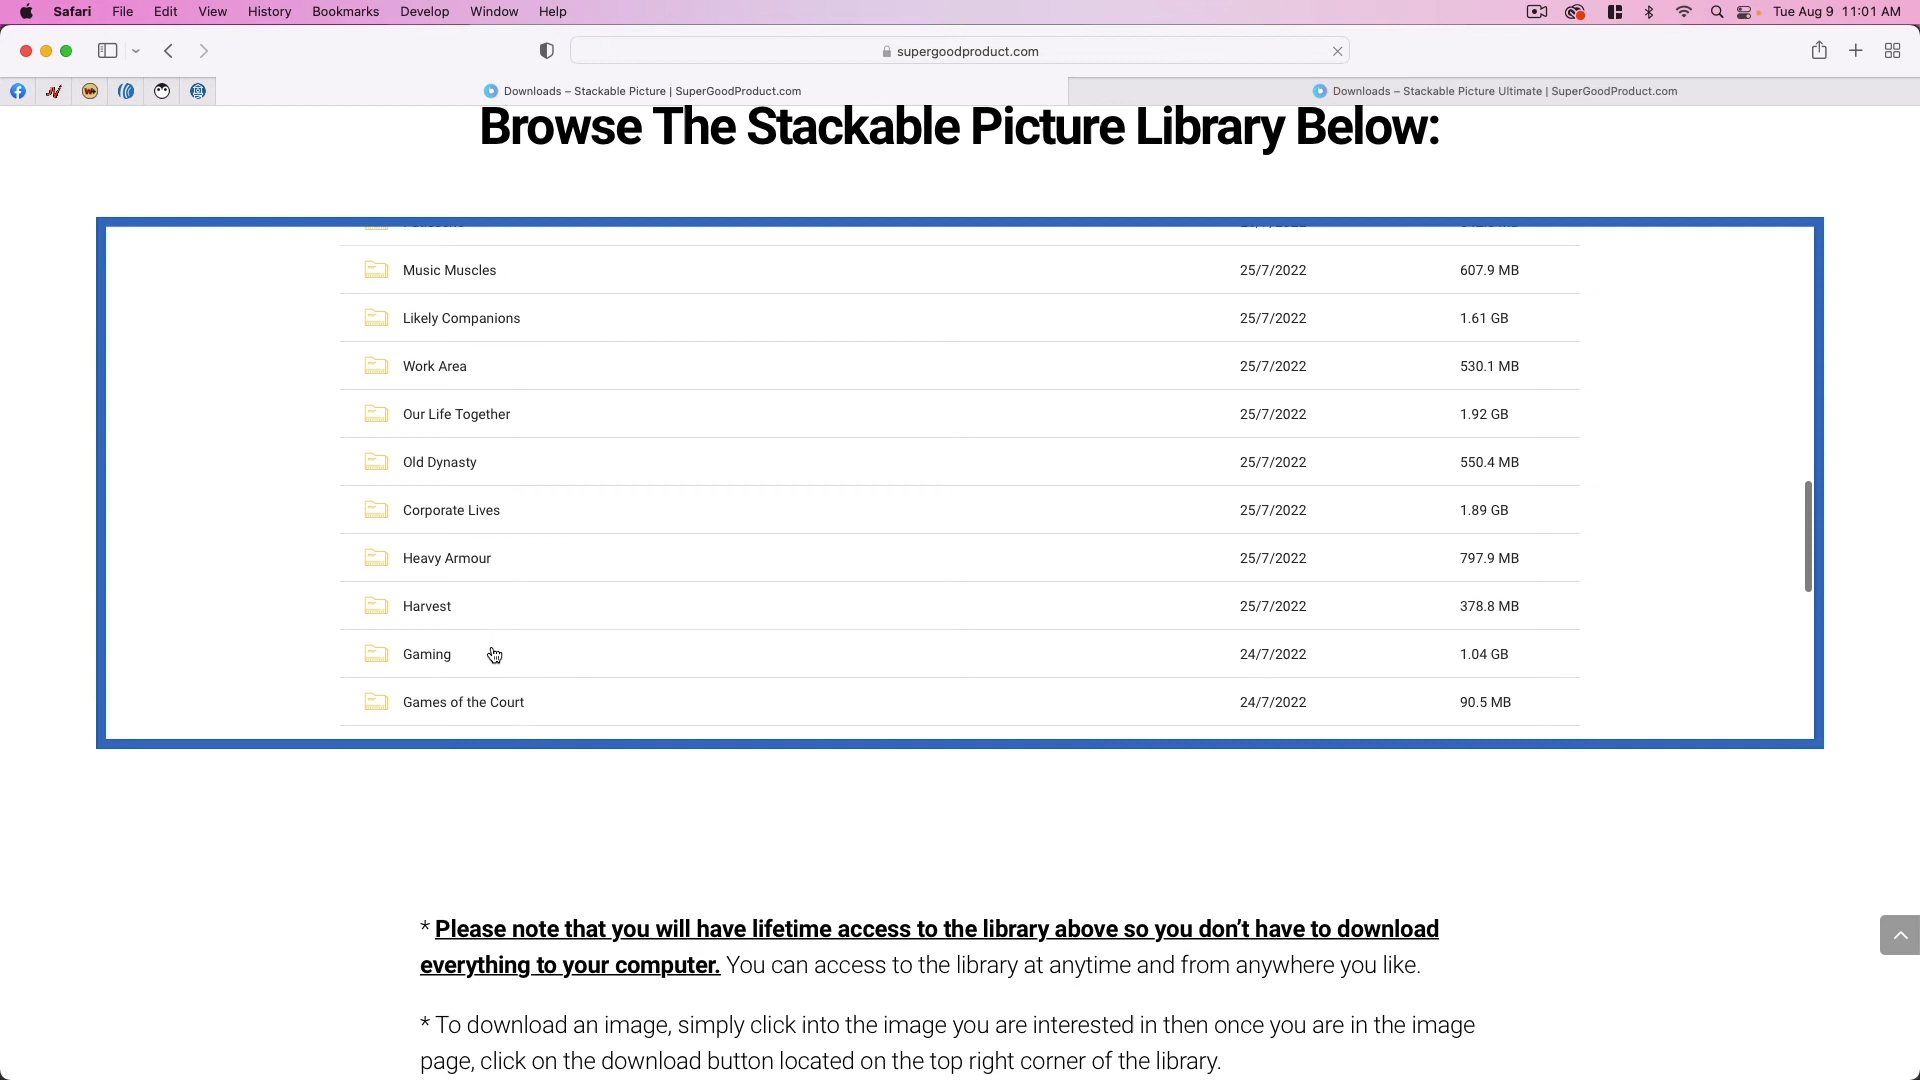 Safari File Edit View History Bookmarks Develop Window Help Tue Aug 9 11:01 AM
supergoodproduct.com
Downloads – Stackable Picture | SuperGoodProduct.com Downloads – Stackable Picture Ultimate | SuperGoodProduct.com
Browse The Stackable Picture Library Below:
Music Muscles 25/7/2022 607.9 MB
Likely Companions 25/7/2022 1.61 GB
Work Area 25/7/2022 530.1 MB
Our Life Together 25/7/2022 1.92 GB
Old Dynasty 25/7/2022 550.4 MB
Corporate Lives 25/7/2022 1.89 GB
Heavy Armour 25/7/2022 797.9 MB
Harvest 25/7/2022 378.8 MB
Gaming 24/7/2022 1.04 GB
Games of the Court 24/7/2022 90.5 MB
* Please note that you will have lifetime access to the library above so you don’t have to download
everything to your computer. You can access to the library at anytime and from anywhere you like.
* To download an image, simply click into the image you are interested in then once you are in the image
page, click on the download button located on the top right corner of the library.